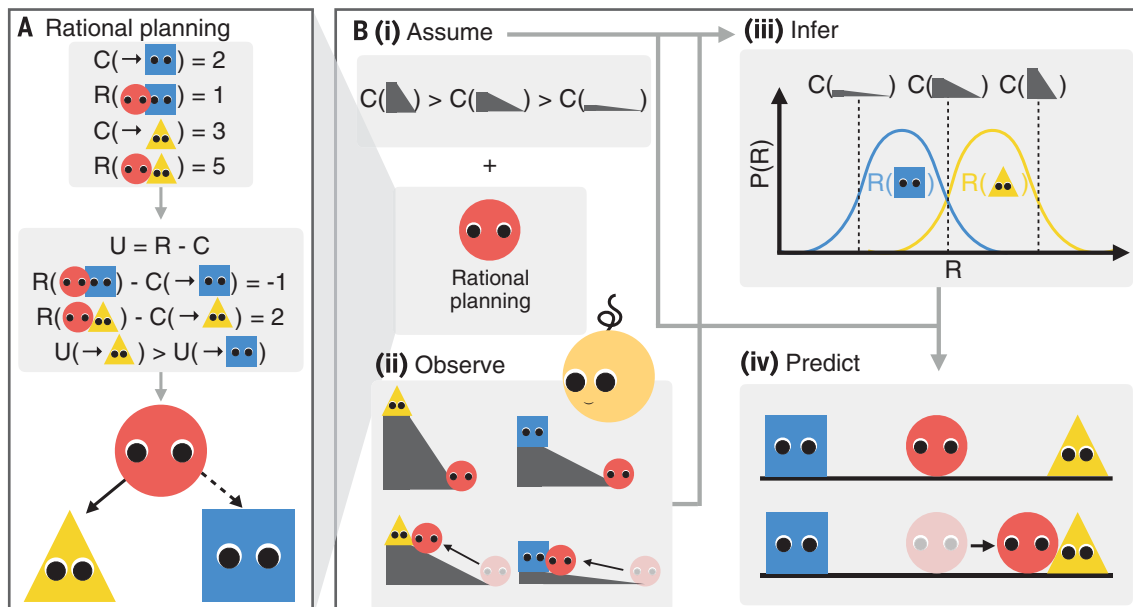 A Rational planning
C(→ ) = 2
R( ) = 1
C(→ ) = 3
R( ) = 5
U = R - C
R( ) - C(→ ) = -1
R( ) - C(→ ) = 2
U(→ ) > U(→ )
B (i) Assume
C( ) > C( ) > C( )
+
Rational
planning
(ii) Observe
(iii) Infer
C( ) C( ) C( )
P(R)
R( ) R( )
R
(iv) Predict